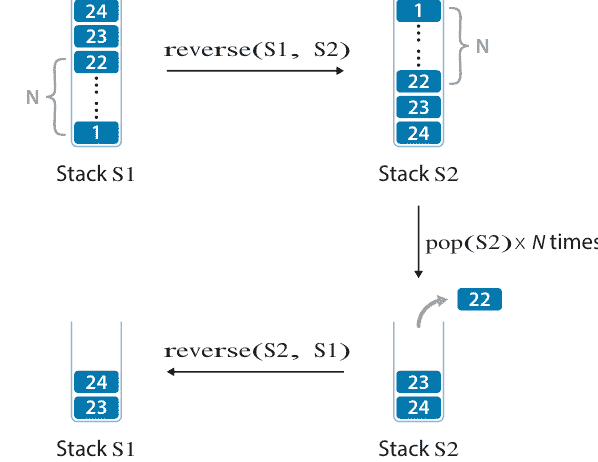 24
23
22
N
1
Stack S1
reverse(S1, S2)
1
N
22
23
24
Stack S2
pop(S2)× N times
22
reverse(S2, S1)
24
23
Stack S1
23
24
Stack S2